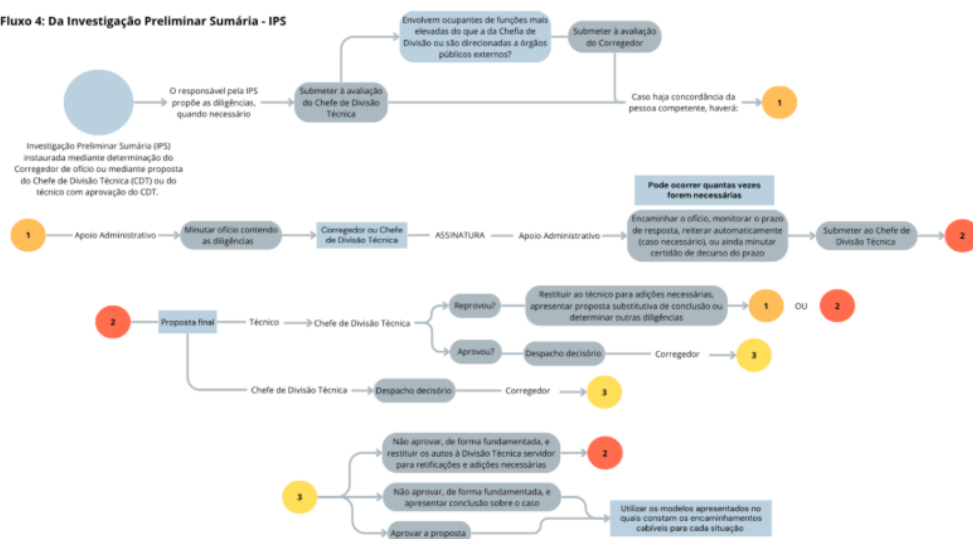 Fluxo 4: Da Investigação Preliminar Sumária - IPS
Envolvem ocupantes de funções mais
elevadas do que a da Chefia de
Divisão ou são direcionadas a órgãos
públicos externos?
Submeter à avaliação
do Corregedor
O responsável pela IPS
propõe as diligências,
quando necessário
Submeter à avaliação
do Chefe de Divisão
Técnica
Caso haja concordância da
pessoa competente, haverá:
1
Investigação Preliminar Sumária (IPS)
instaurada mediante determinação do
Corregedor de ofício ou mediante proposta
do Chefe de Divisão Técnica (CDT) ou do
técnico com aprovação do CDT.
Pode ocorrer quantas vezes
forem necessárias
1
Apoio Administrativo
Minutar ofício contendo
as diligências
Corregedor ou Chefe
de Divisão Técnica
ASSINATURA
Apoio Administrativo
Encaminhar o ofício, monitorar o prazo
de resposta, reiterar automaticamente
(caso necessário), ou ainda minutar
certidão de decurso do prazo
Submeter ao Chefe de
Divisão Técnica
2
2
Proposta final
Técnico
Chefe de Divisão Técnica
Reprovou?
Restituir ao técnico para adições necessárias,
apresentar proposta substitutiva de conclusão ou
determinar outras diligências
1
OU
2
Aprovou?
Despacho decisório
Corregedor
3
Chefe de Divisão Técnica
Despacho decisório
Corregedor
3
3
Não aprovar, de forma fundamentada, e
restituir os autos à Divisão Técnica servidor
para retificações e adições necessárias
2
Não aprovar, de forma fundamentada, e
apresentar conclusão sobre o caso
Aprovar a proposta
Utilizar os modelos apresentados no
quais constam os encaminhamentos
cabíveis para cada situação